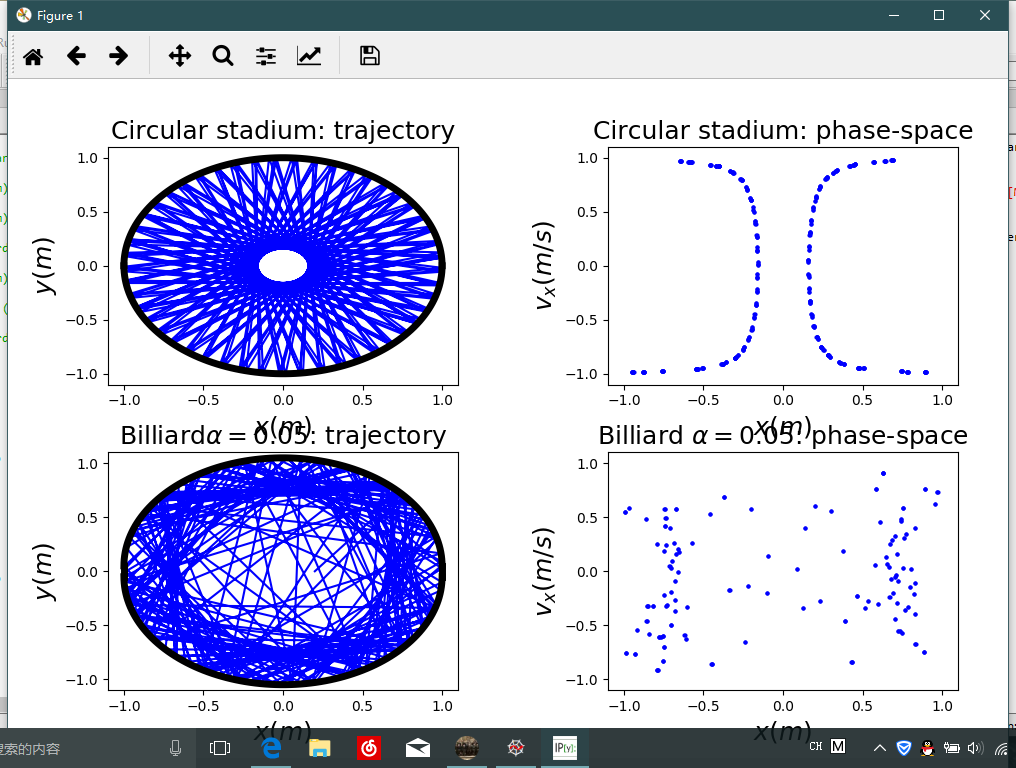 Figure 1
Circular stadium: trajectory
Circular stadium: phase-space
1.0
0.5
0.0
−0.5
−1.0
y(m)
−1.0 −0.5 0.0 0.5 1.0
x(m)
1.0
0.5
0.0
−0.5
−1.0
v_x(m/s)
−1.0 −0.5 0.0 0.5 1.0
x(m)
Billiardα = 0.05: trajectory
Billiard α = 0.05: phase-space
1.0
0.5
0.0
−0.5
−1.0
y(m)
−1.0 −0.5 0.0 0.5 1.0
x(m)
1.0
0.5
0.0
−0.5
−1.0
v_x(m/s)
−1.0 −0.5 0.0 0.5 1.0
x(m)
搜索的内容
IP[y]:
CH M